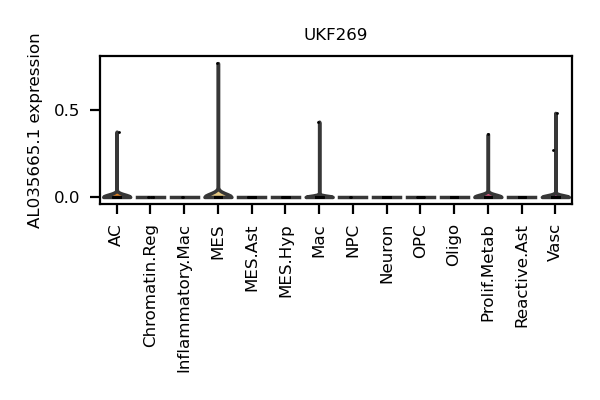 UKF269
AL035665.1 expression
0.5
0.0
AC
Chromatin.Reg
Inflammatory.Mac
MES
MES.Ast
MES.Hyp
Mac
NPC
Neuron
OPC
Oligo
Prolif.Metab
Reactive.Ast
Vasc